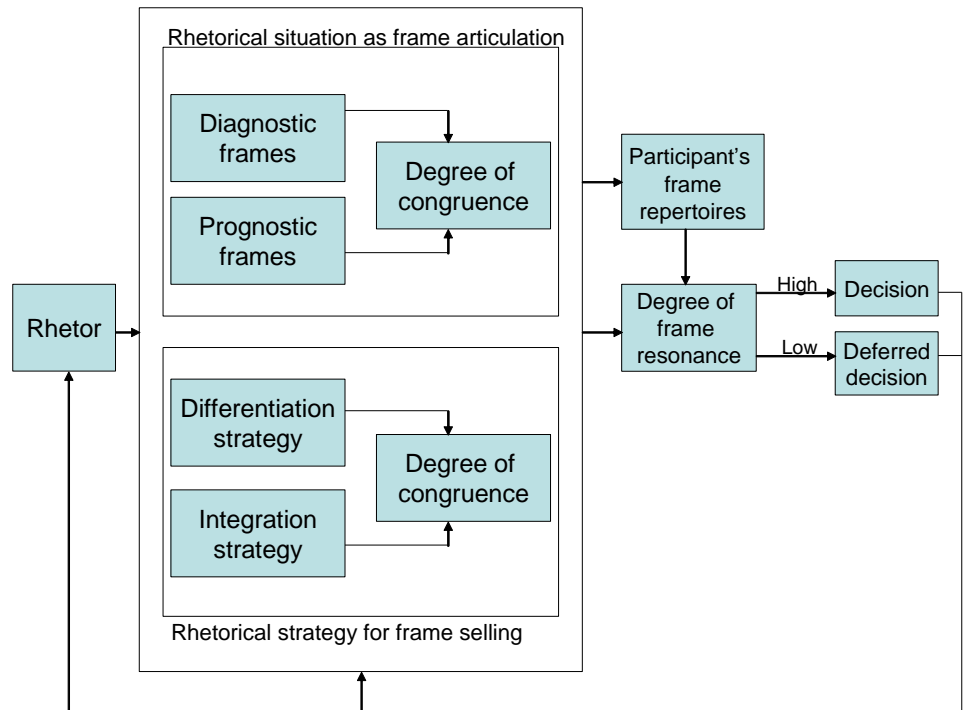 Rhetorical situation as frame articulation
Diagnostic
frames
Degree of
congruence
Prognostic
frames
Participant's
frame
repertoires
Rhetor
Degree of
frame
resonance
High
Low
Decision
Deferred
decision
Differentiation
strategy
Degree of
congruence
Integration
strategy
Rhetorical strategy for frame selling